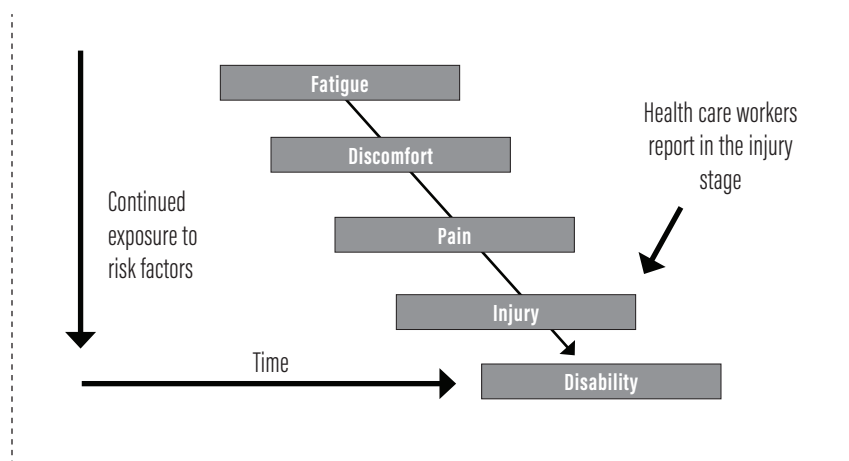 Fatigue
Health care workers
report in the injury
stage
Discomfort
Continued
exposure to
risk factors
Pain
Injury
Time
Disability